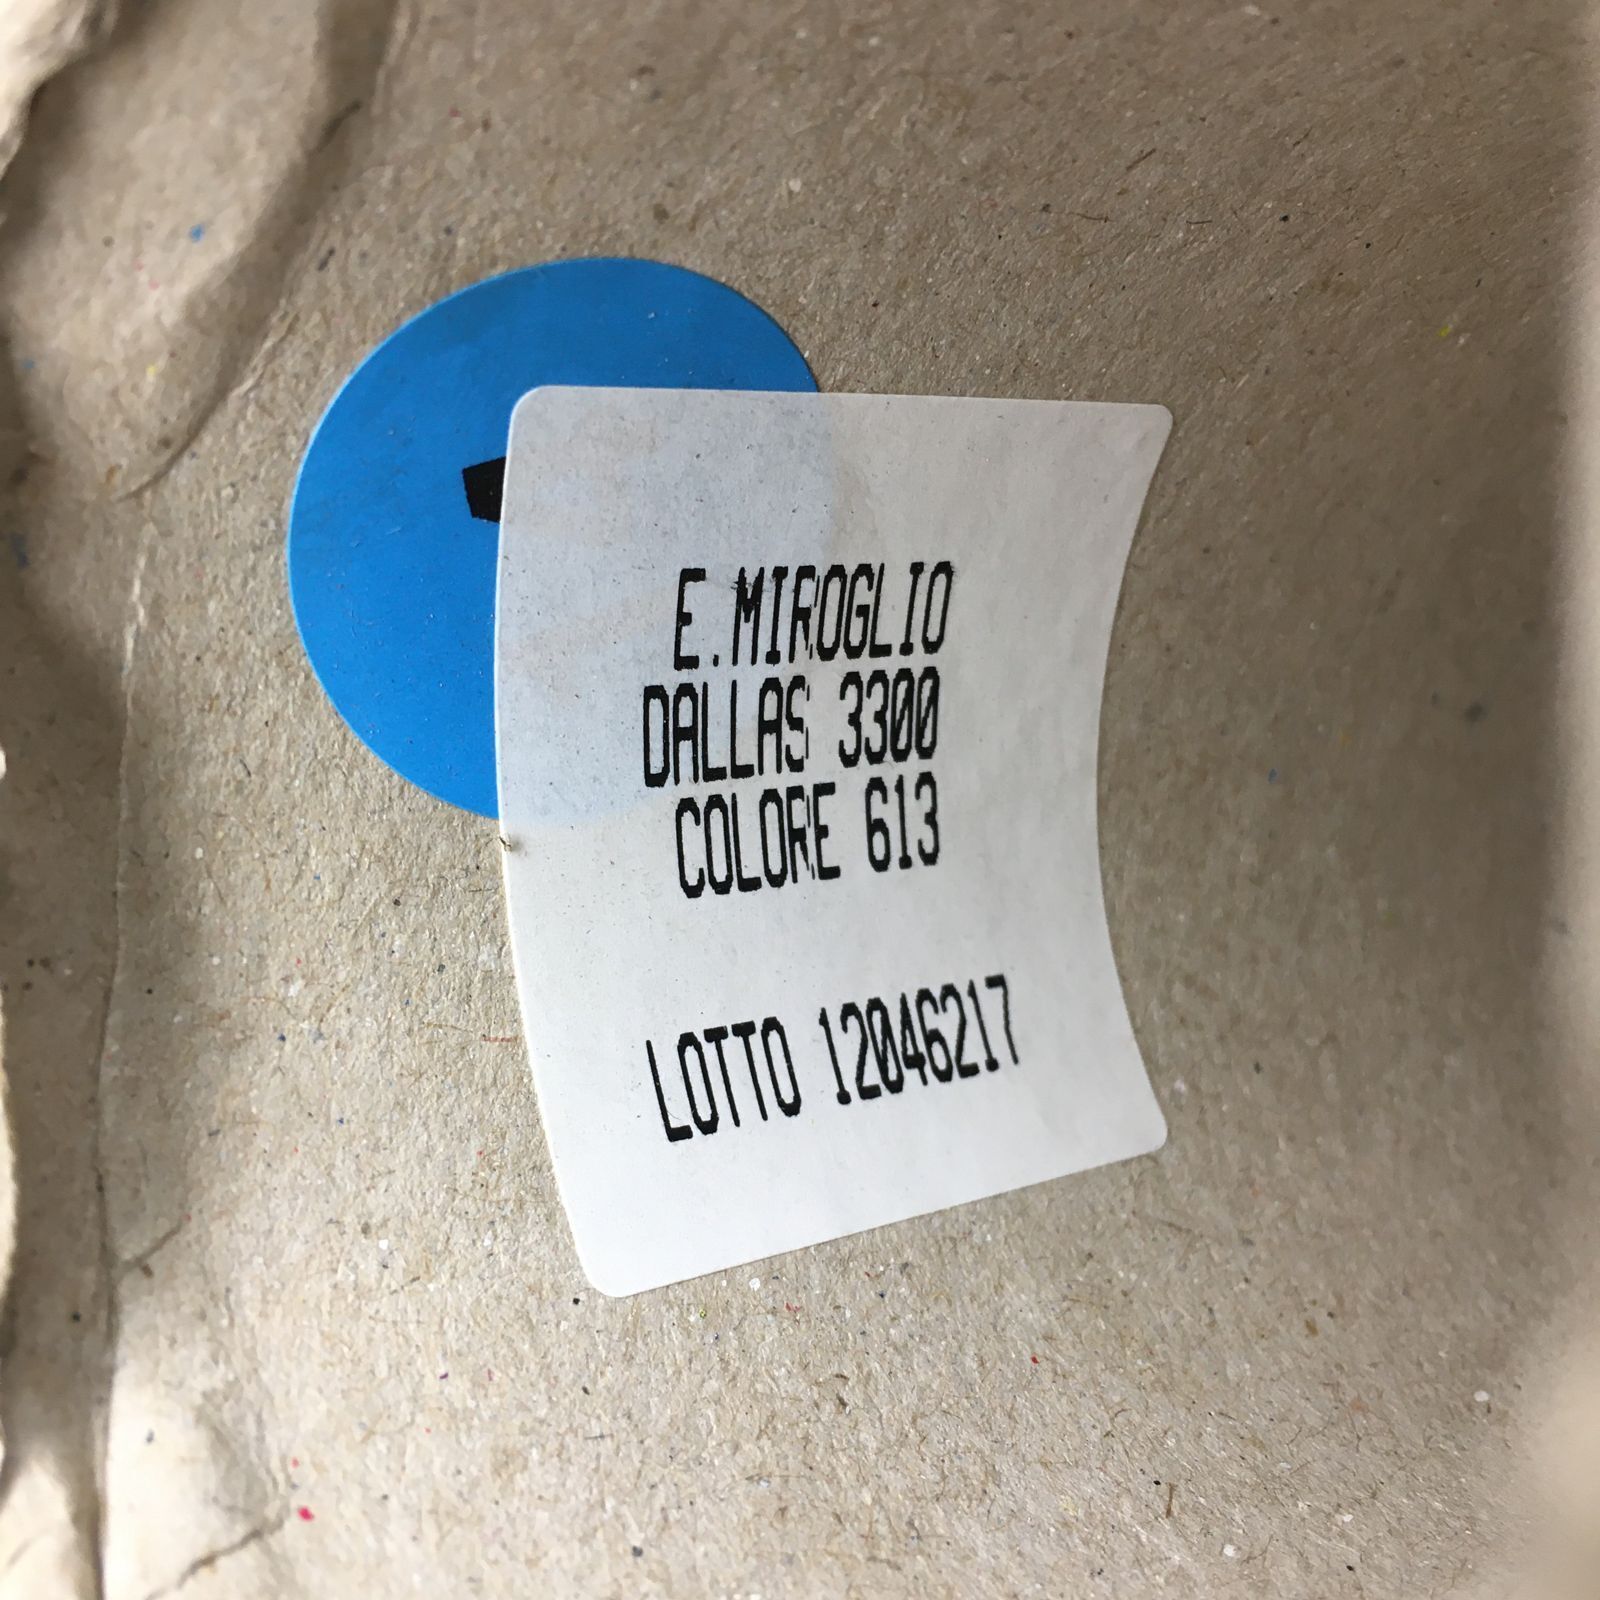 E.MIROGLIO
DALLAS 3300
COLORE 613
LOTTO 12046217